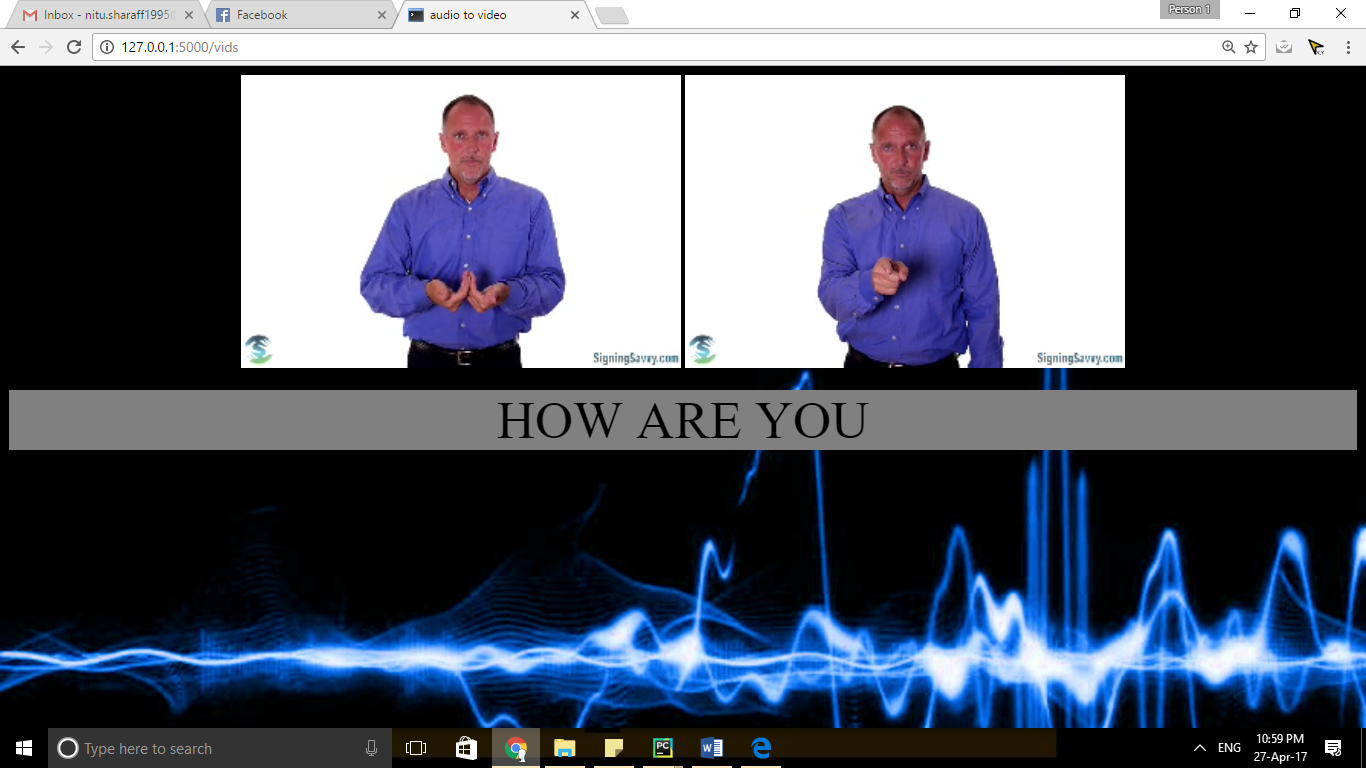 Inbox - nitu.sharaff1995@
Facebook
audio to video
Person 1
127.0.0.1:5000/vids
SigningSavvy.com
SigningSavvy.com
HOW ARE YOU
Type here to search
PC
ENG
10:59 PM
27-Apr-17